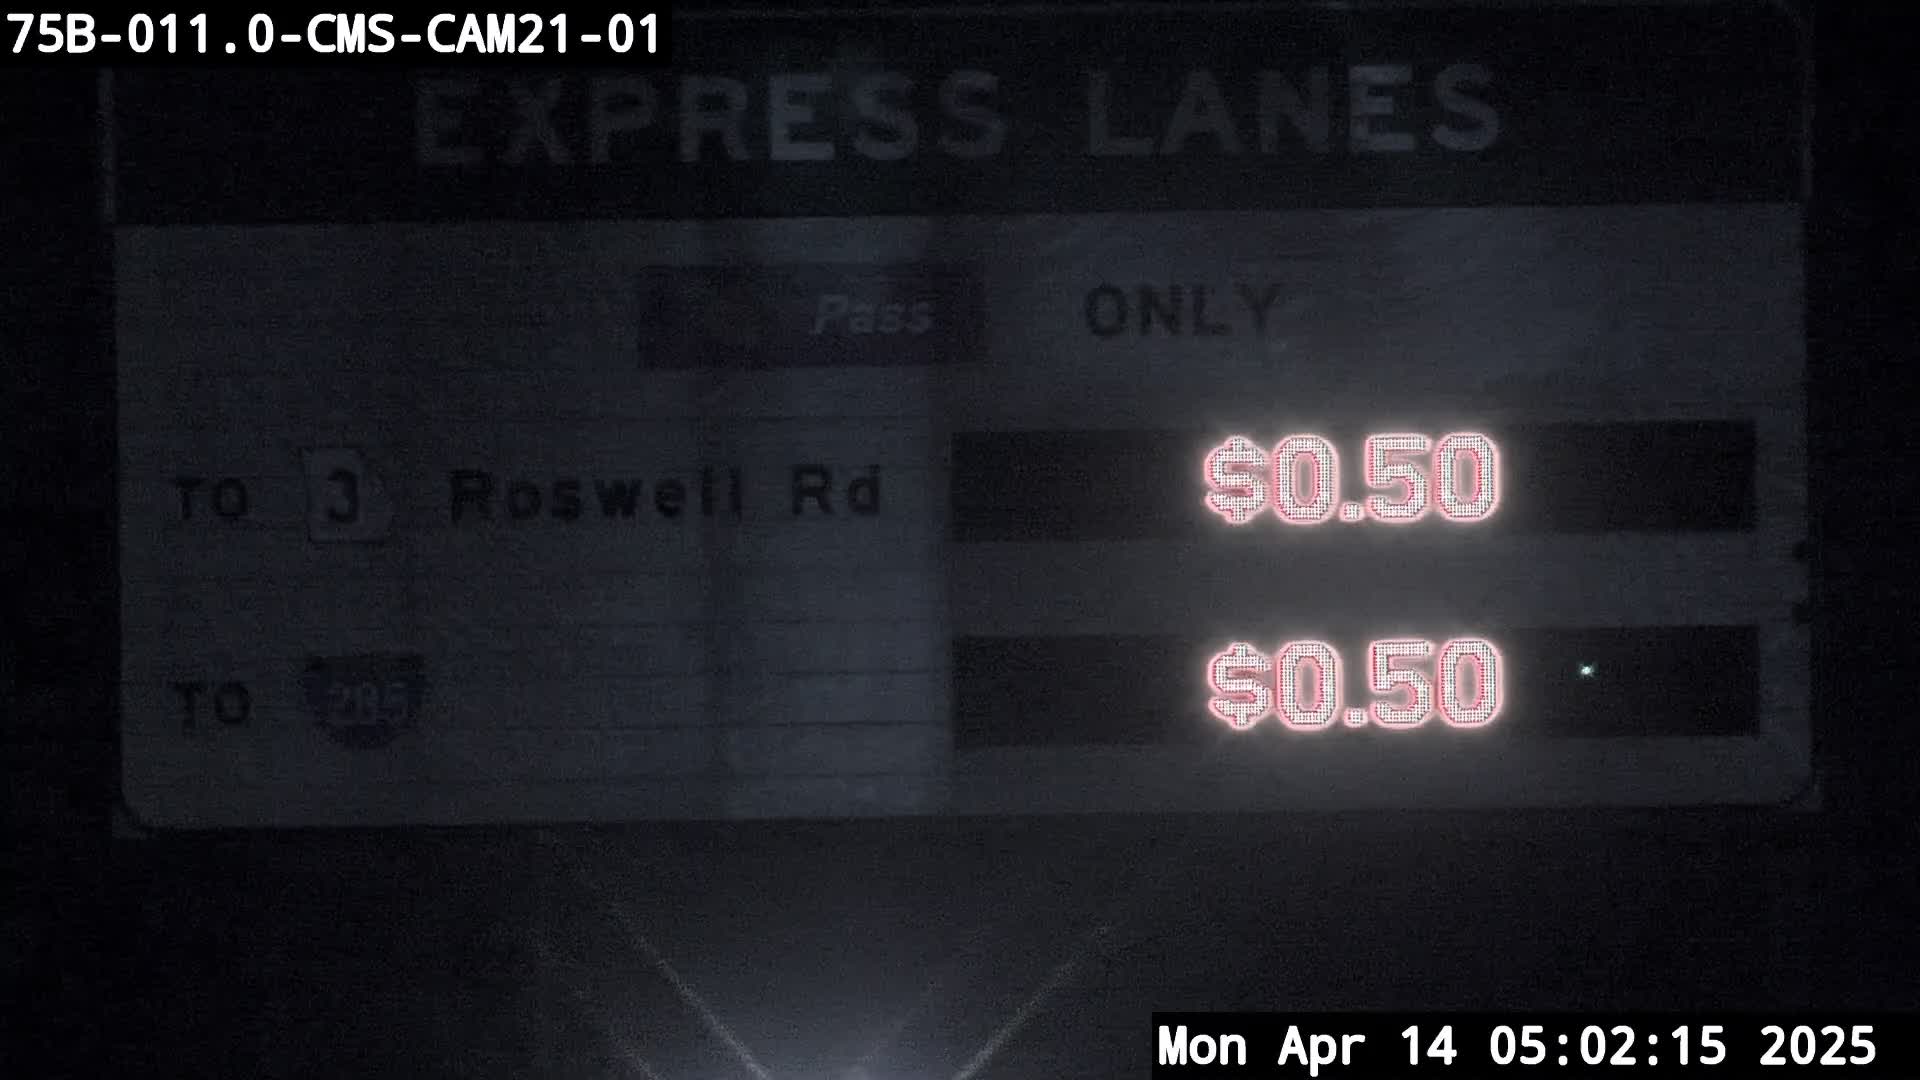 75B-011.0-CMS-CAM21-01
EXPRESS LANES
Pass ONLY
TO 3 Roswell Rd $0.50
TO 285 $0.50
Mon Apr 14 05:02:15 2025